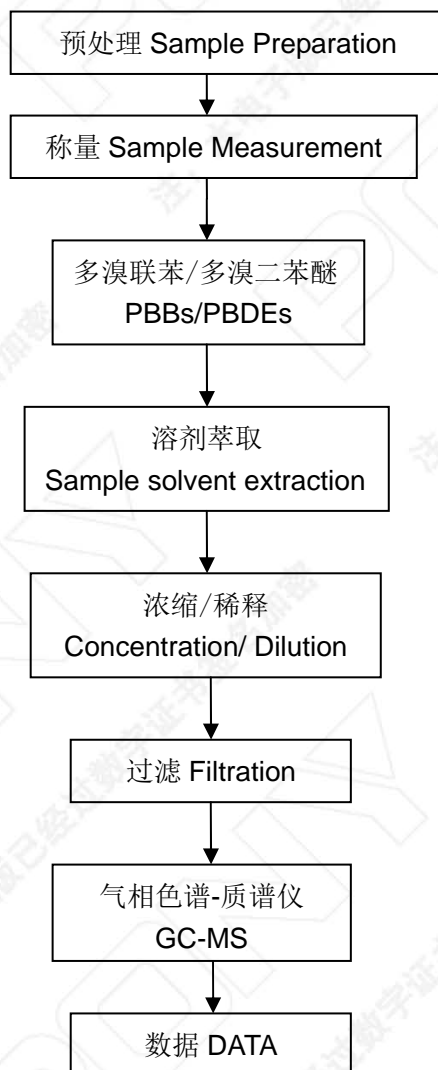 预处理 Sample Preparation
称量 Sample Measurement
多溴联苯/多溴二苯醚
PBBs/PBDEs
溶剂萃取
Sample solvent extraction
浓缩/稀释
Concentration/ Dilution
过滤 Filtration
气相色谱-质谱仪
GC-MS
数据 DATA